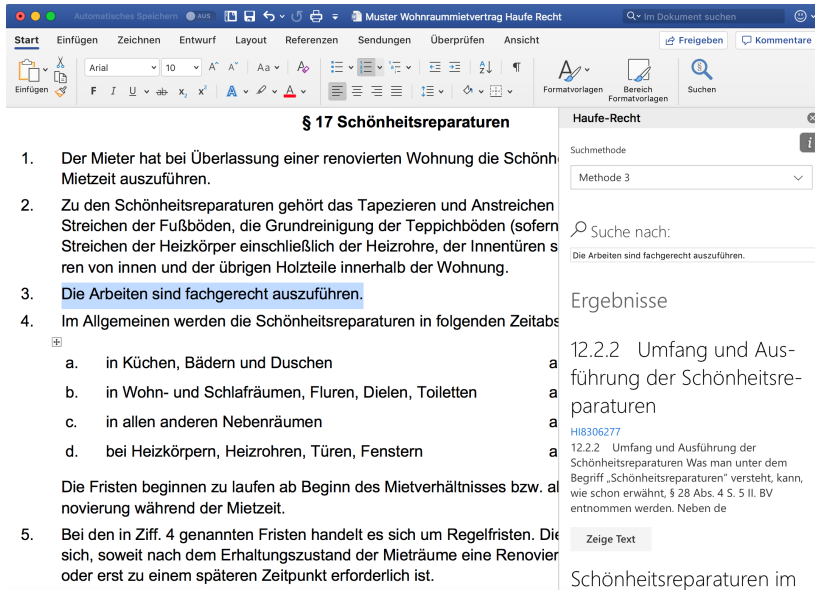 Automatisches Speichern AUS Muster Wohnraummietvertrag Haufe Recht Im Dokument suchen
Start Einfügen Zeichnen Entwurf Layout Referenzen Sendungen Überprüfen Ansicht Freigeben Kommentare
Arial 10
Einfügen F I U ab x₂ x² Formatvorlagen Bereich Formatvorlagen Suchen
§ 17 Schönheitsreparaturen
1. Der Mieter hat bei Überlassung einer renovierten Wohnung die Schönh
Mietzeit auszuführen.
2. Zu den Schönheitsreparaturen gehört das Tapezieren und Anstreichen
Streichen der Fußböden, die Grundreinigung der Teppichböden (sofern
Streichen der Heizkörper einschließlich der Heizrohre, der Innentüren s
ren von innen und der übrigen Holzteile innerhalb der Wohnung.
3. Die Arbeiten sind fachgerecht auszuführen.
4. Im Allgemeinen werden die Schönheitsreparaturen in folgenden Zeitabs
a. in Küchen, Bädern und Duschen a
b. in Wohn- und Schlafräumen, Fluren, Dielen, Toiletten a
c. in allen anderen Nebenräumen a
d. bei Heizkörpern, Heizrohren, Türen, Fenstern a
Die Fristen beginnen zu laufen ab Beginn des Mietverhältnisses bzw. al
novierung während der Mietzeit.
5. Bei den in Ziff. 4 genannten Fristen handelt es sich um Regelfristen. Die
sich, soweit nach dem Erhaltungszustand der Mieträume eine Renovier
oder erst zu einem späteren Zeitpunkt erforderlich ist.
Haufe-Recht
Suchmethode
Methode 3
Suche nach:
Die Arbeiten sind fachgerecht auszuführen.
Ergebnisse
12.2.2 Umfang und Aus-
führung der Schönheitsre-
paraturen
HI8306277
12.2.2 Umfang und Ausführung der
Schönheitsreparaturen Was man unter dem
Begriff „Schönheitsreparaturen“ versteht, kann,
wie schon erwähnt, § 28 Abs. 4 S. 5 II. BV
entnommen werden. Neben de
Zeige Text
Schönheitsreparaturen im